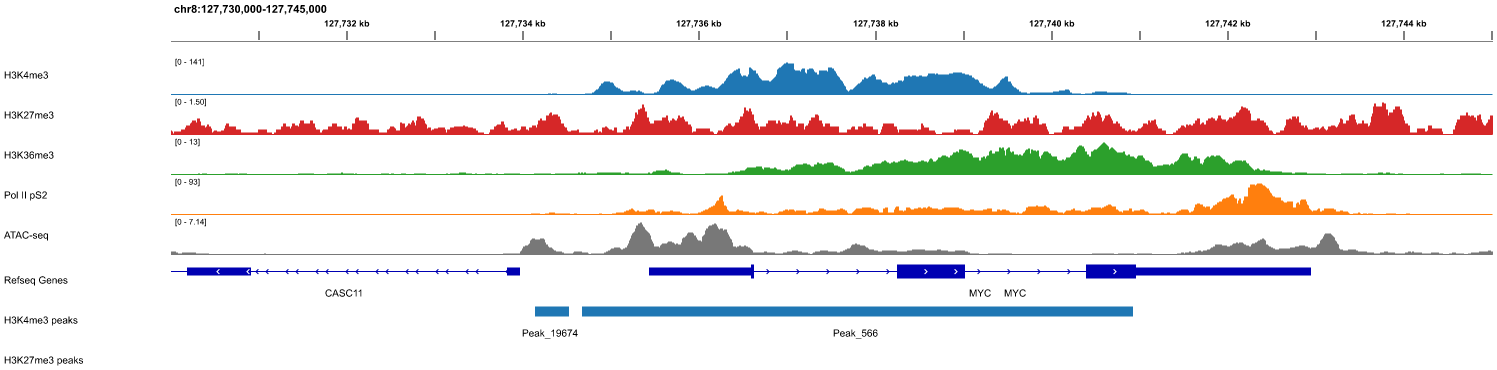 chr8:127,730,000-127,745,000
127,732 kb 127,734 kb 127,736 kb 127,738 kb 127,740 kb 127,742 kb 127,744 kb
[0 - 141]
H3K4me3
[0 - 1.50]
H3K27me3
[0 - 13]
H3K36me3
[0 - 93]
Pol II pS2
[0 - 7.14]
ATAC-seq
Refseq Genes
CASC11 MYC MYC
H3K4me3 peaks
Peak_19674 Peak_566
H3K27me3 peaks